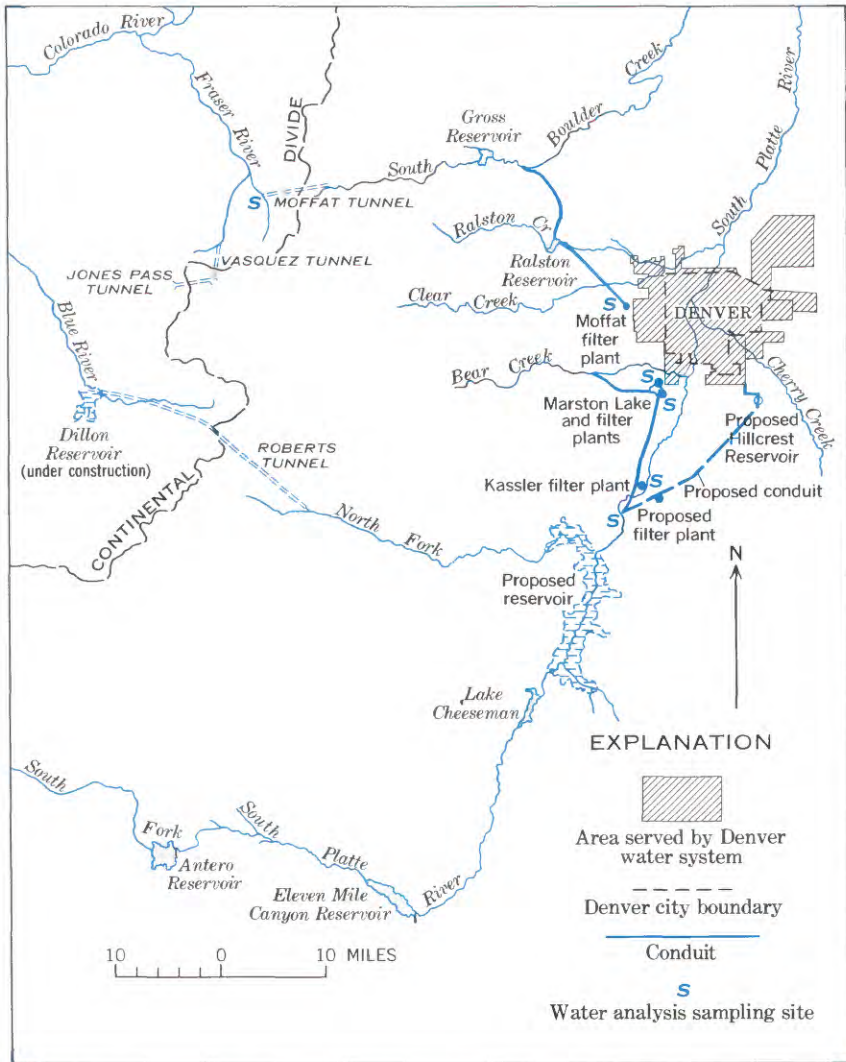 Colorado River
Fraser River
DIVIDE
Gross
Reservoir
South Boulder Creek
South Platte River
S
MOFFAT TUNNEL
Ralston Cr
Ralston
Reservoir
VASQUEZ TUNNEL
JONES PASS
TUNNEL
Clear Creek
S
Moffat
filter
plant
DENVER
Blue River
Bear Creek
S
S
Marston Lake
and filter
plants
Cherry Creek
Proposed
Hillcrest
Reservoir
Dillon
Reservoir
(under construction)
ROBERTS
TUNNEL
Kassler filter plant
S
Proposed conduit
S
Proposed
filter plant
CONTINENTAL
North Fork
Proposed
reservoir
N
Lake
Cheeseman
South Fork South Platte River
Antero
Reservoir
Eleven Mile
Canyon Reservoir
10 0 10 MILES
EXPLANATION
Area served by Denver
water system
Denver city boundary
Conduit
S
Water analysis sampling site